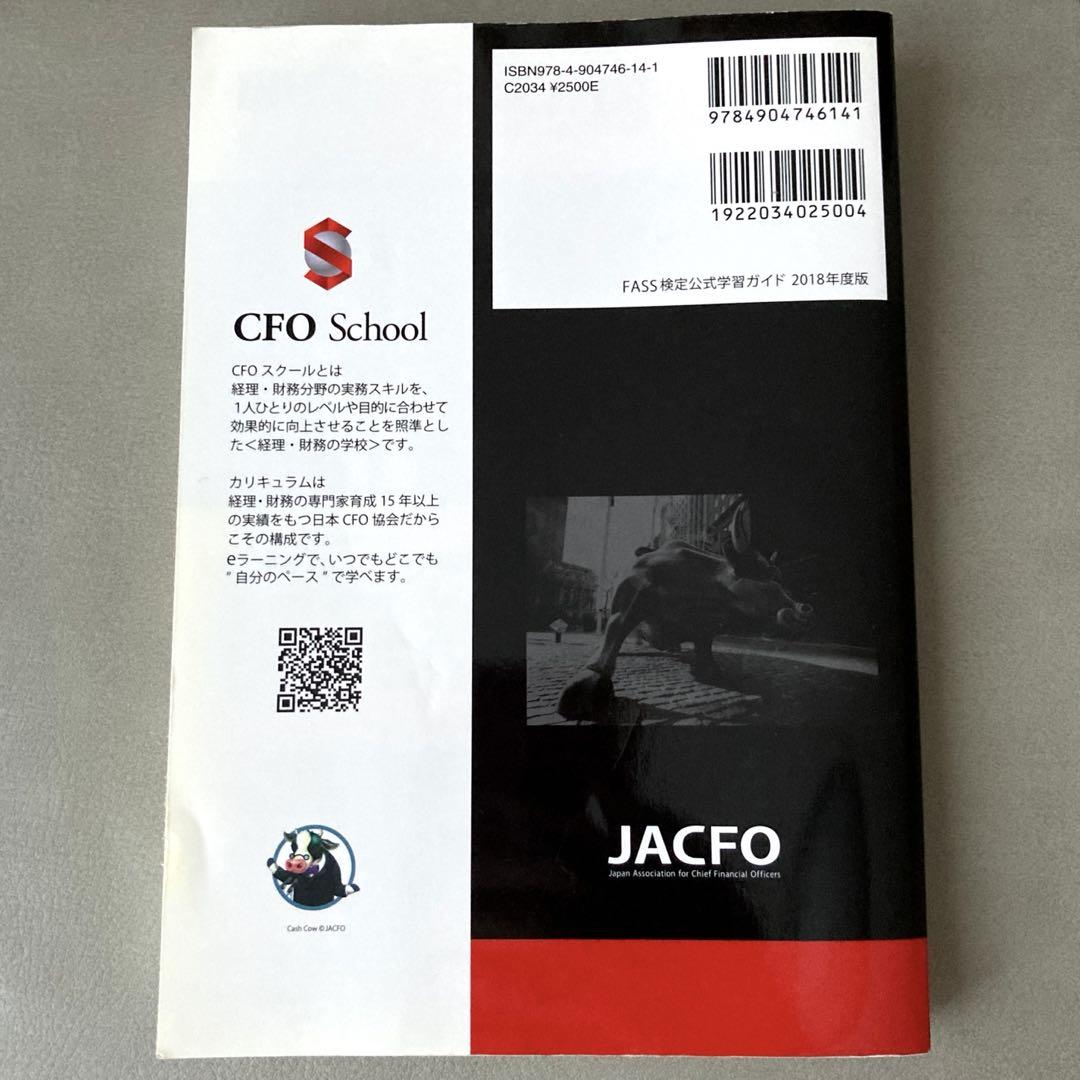 ISBN978-4-904746-14-1
C2034 ¥2500E
9784904746141
1922034025004
FASS検定公式学習ガイド 2018年度版
S
CFO School
CFO スクールとは
経理・財務分野の実務スキルを、
1人ひとりのレベルや目的に合わせて
効果的に向上させることを照準とし
た＜経理・財務の学校＞です。
カリキュラムは
経理・財務の専門家育成 15 年以上
の実績をもつ日本 CFO 協会だから
こその構成です。
eラーニングで、いつでもどこでも
"自分のペース"で学べます。
Cash Cow ©JACFO
JACFO
Japan Association for Chief Financial Officers